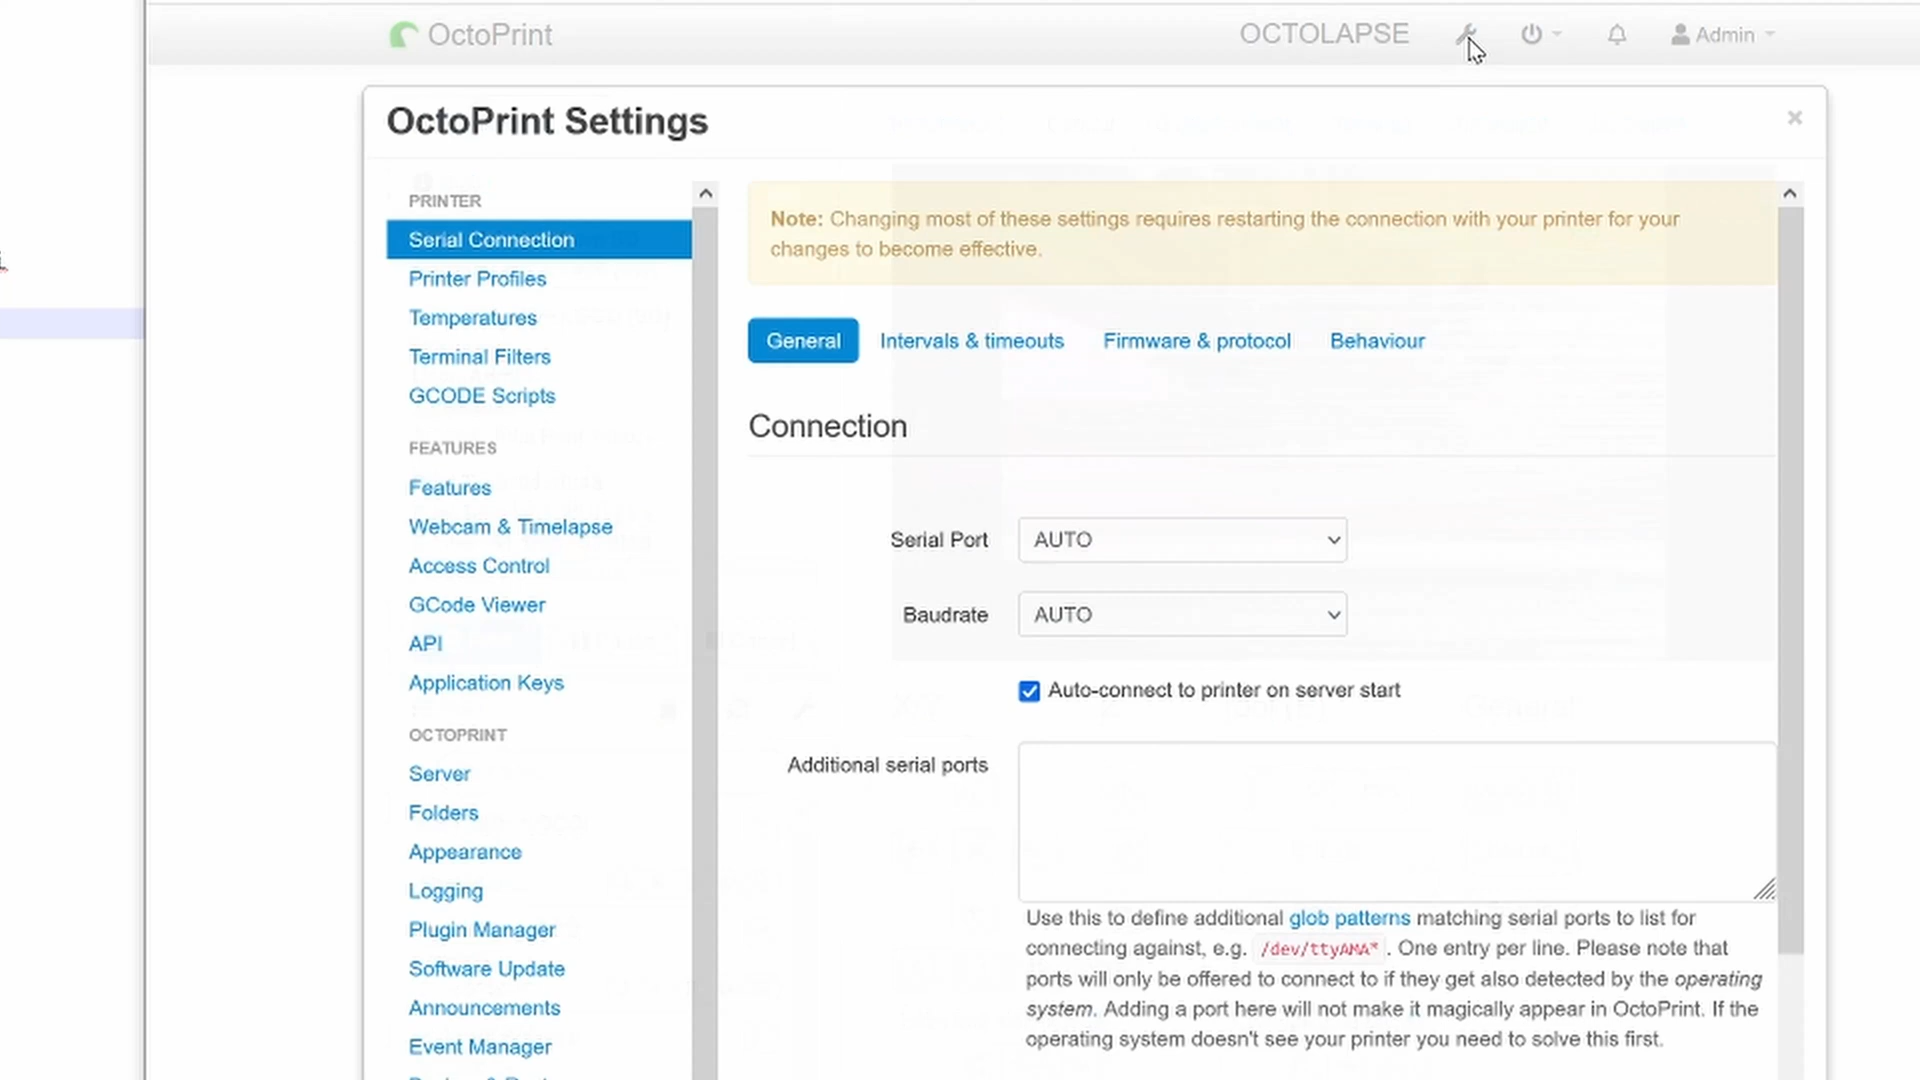 OctoPrint
OCTOLAPSE
Admin
OctoPrint Settings
×
PRINTER
Serial Connection
Printer Profiles
Temperatures
Terminal Filters
GCODE Scripts
FEATURES
Features
Webcam & Timelapse
Access Control
GCode Viewer
API
Application Keys
OCTOPRINT
Server
Folders
Appearance
Logging
Plugin Manager
Software Update
Announcements
Event Manager
Note: Changing most of these settings requires restarting the connection with your printer for your
changes to become effective.
General Intervals & timeouts Firmware & protocol Behaviour
Connection
Serial Port AUTO
Baudrate AUTO
Auto-connect to printer on server start
Additional serial ports
Use this to define additional glob patterns matching serial ports to list for
connecting against, e.g. /dev/ttyAMA* . One entry per line. Please note that
ports will only be offered to connect to if they get also detected by the operating
system. Adding a port here will not make it magically appear in OctoPrint. If the
operating system doesn't see your printer you need to solve this first.